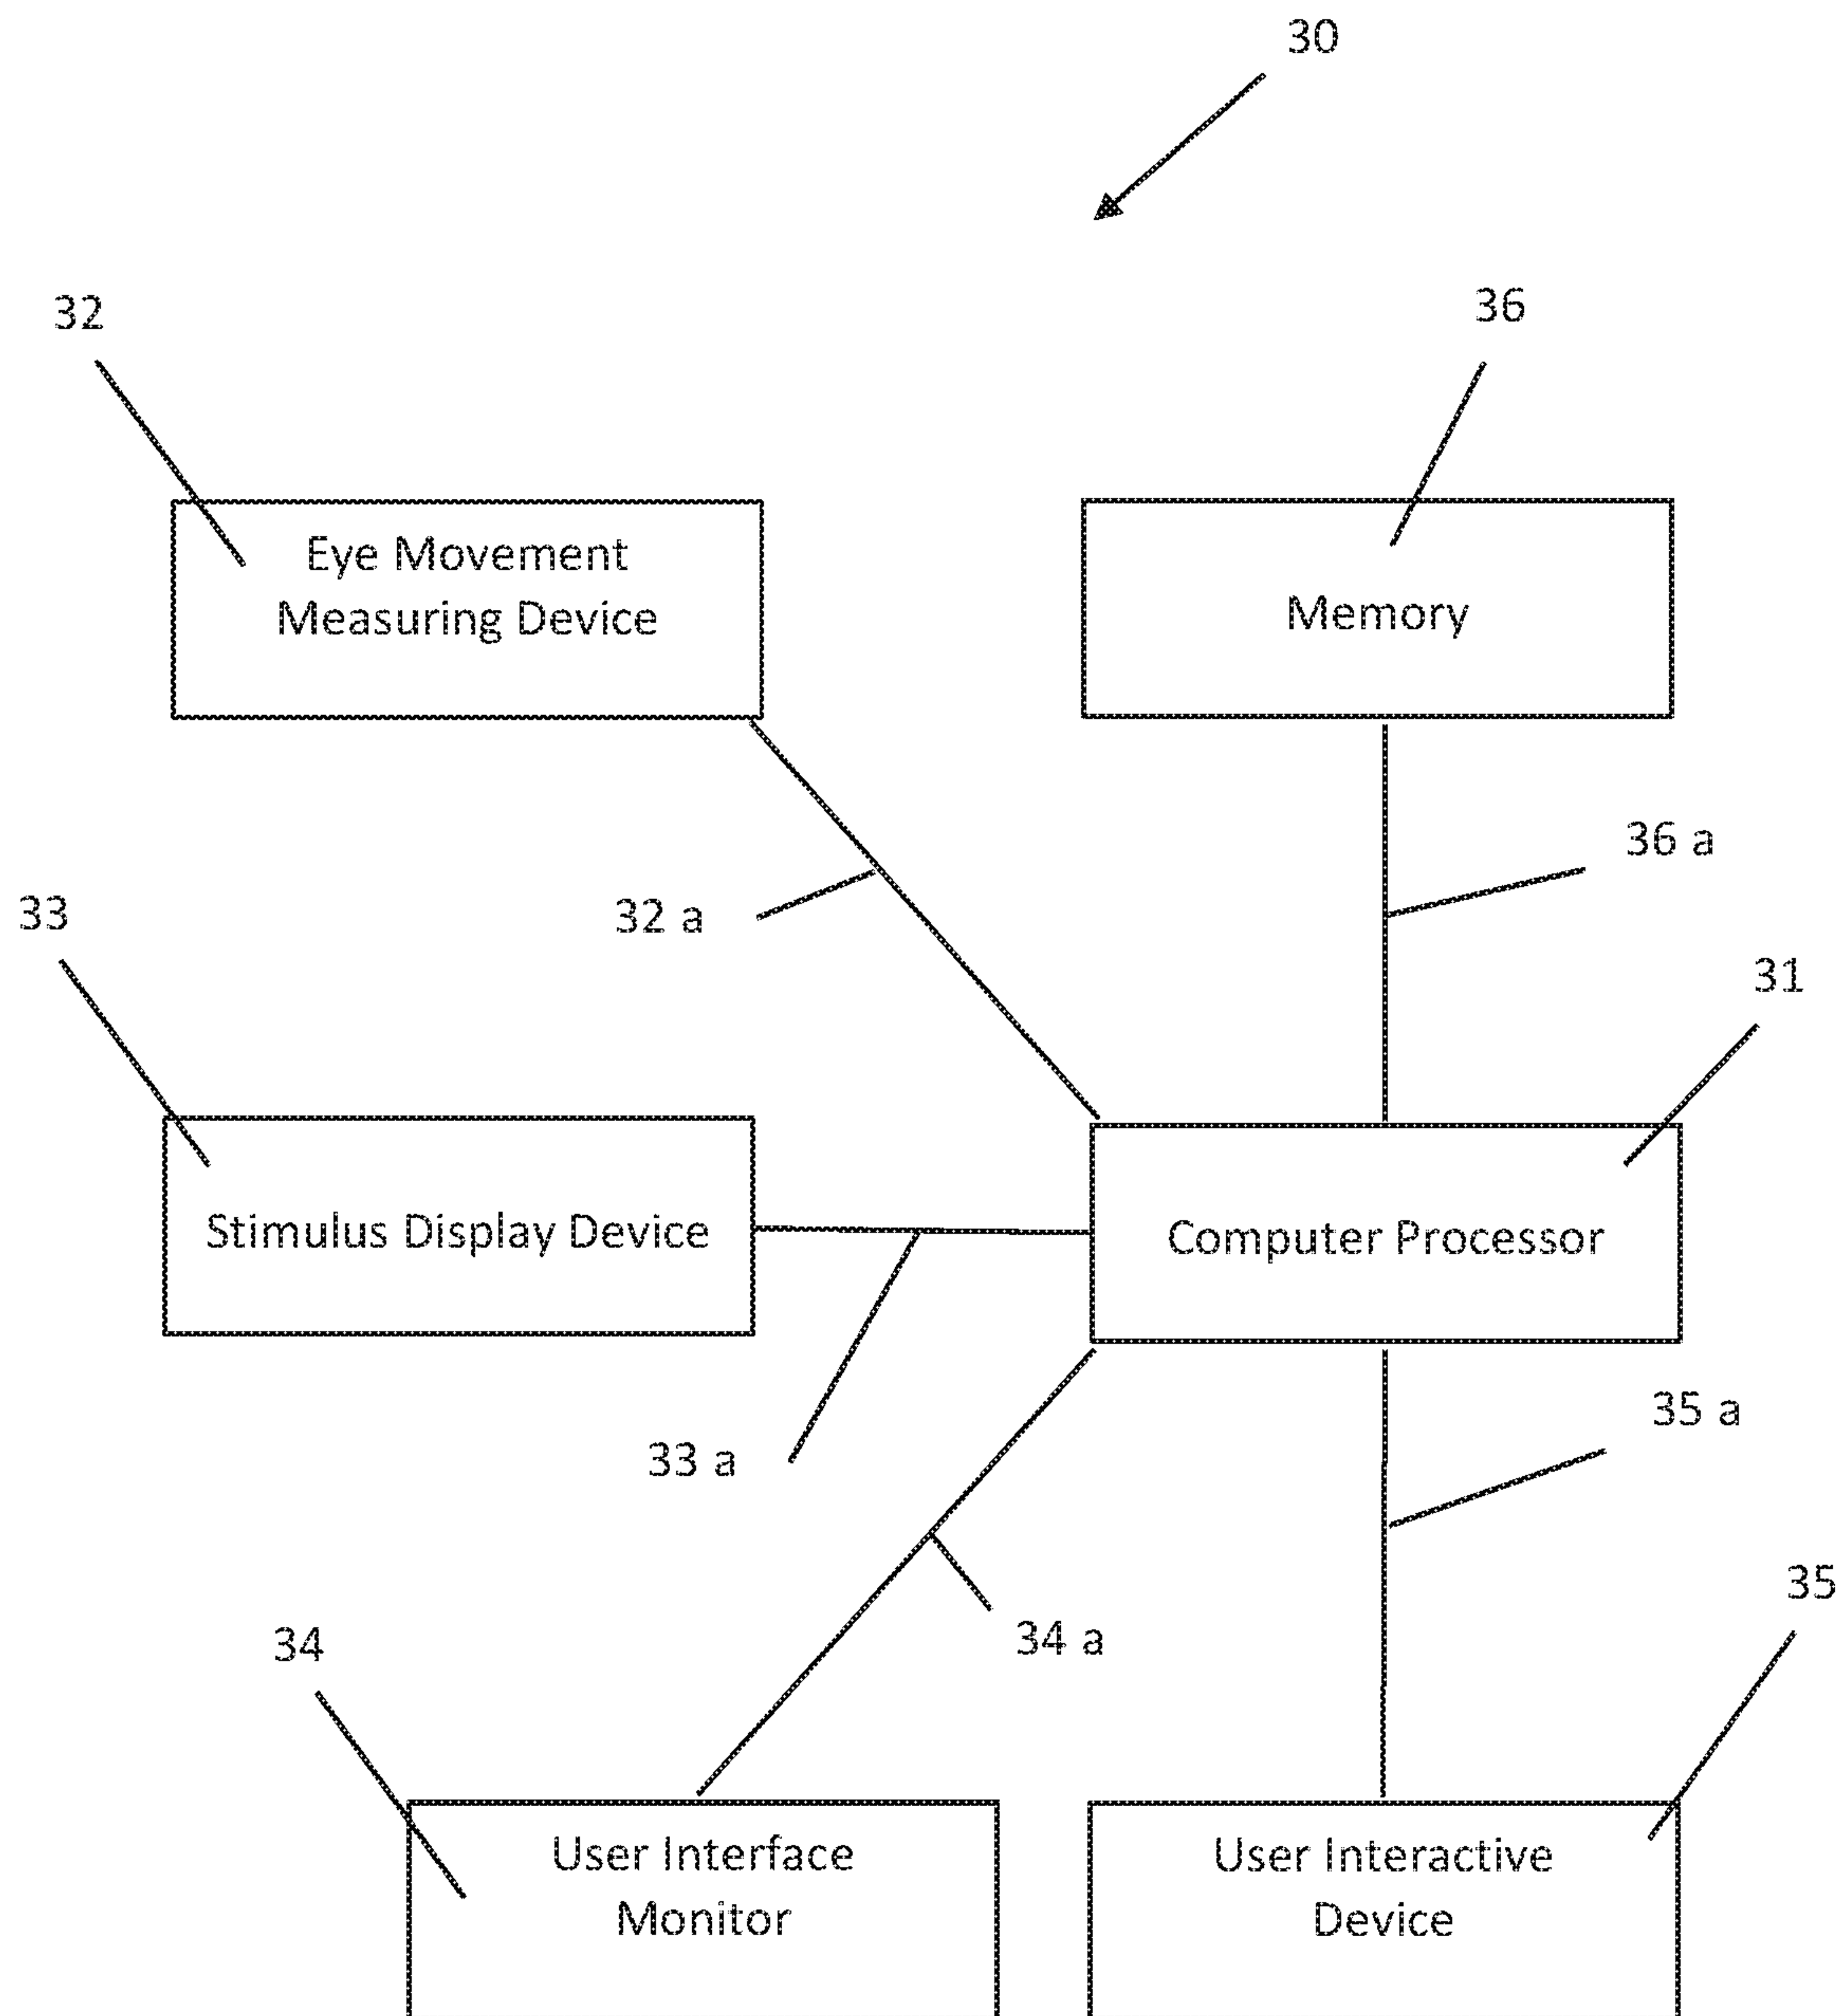 30
32
36
Eye Movement
Measuring Device
Memory
36 a
32 a
33
31
Stimulus Display Device
Computer Processor
35 a
33 a
35
34 a
34
User Interface
Monitor
User Interactive
Device